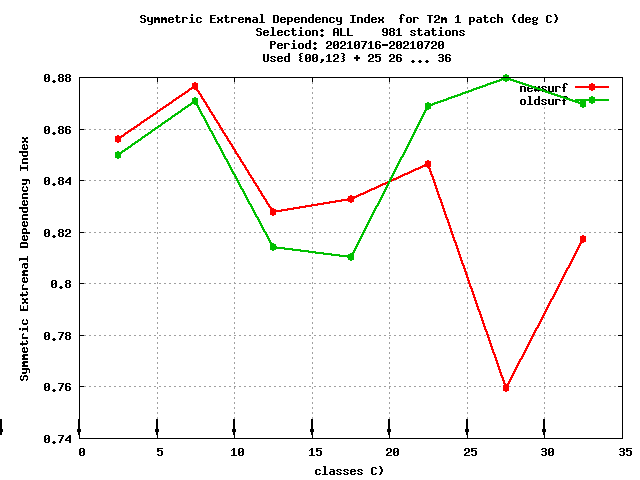 Symmetric Extremal Dependency Index  for T2m 1 patch (deg C)
Selection: ALL    981 stations
Period: 20210716-20210720
Used {00,12} + 25 26 ... 36
newsurf
oldsurf
Symmetric Extremal Dependency Index
0.88
0.86
0.84
0.82
0.8
0.78
0.76
0.74
0 5 10 15 20 25 30 35
classes C)